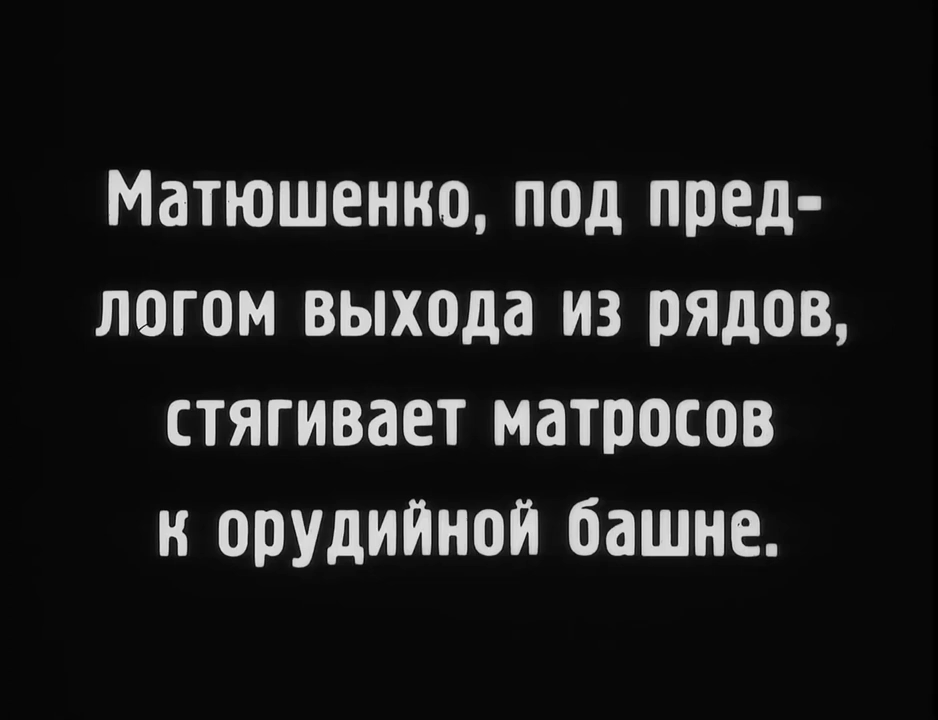 Матюшенко, под пред-
логом выхода из рядов,
стягивает матросов
к орудийной башне.